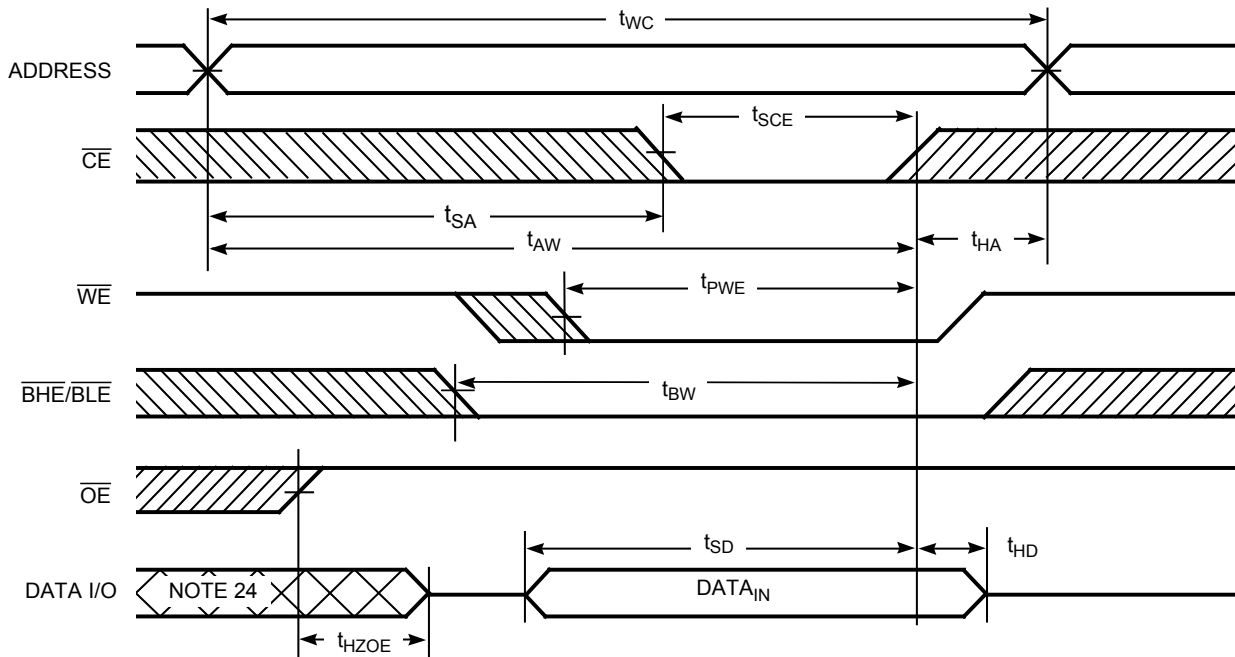 tWC
ADDRESS
tSCE
CE
tSA
tAW
tHA
WE
tPWE
BHE/BLE
tBW
OE
tSD
tHD
DATA I/O
NOTE 24
DATAIN
tHZOE